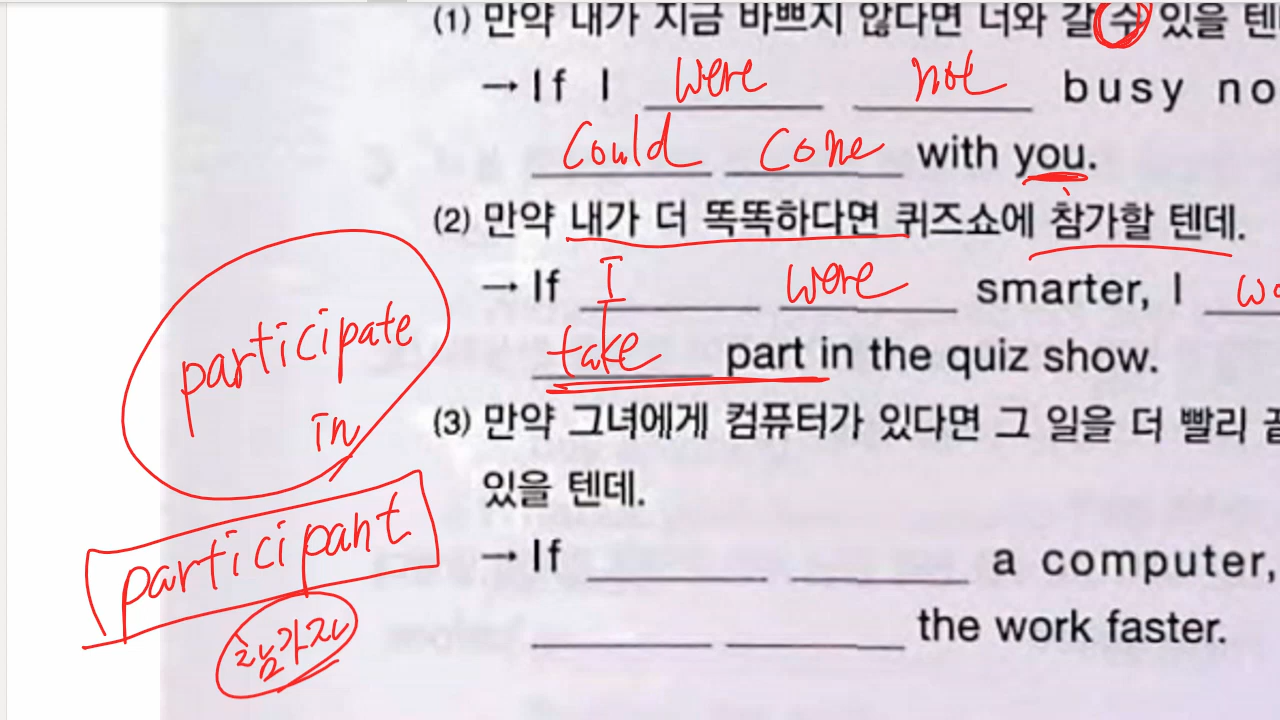 (1) 만약 내가 지금 바쁘지 않다면 너와 갈 수 있을 텐
→ If I were not busy no
could come with you.
(2) 만약 내가 더 똑똑하다면 퀴즈쇼에 참가할 텐데.
→ If I were smarter, I wo
take part in the quiz show.
participate
in
(3) 만약 그녀에게 컴퓨터가 있다면 그 일을 더 빨리 끝
있을 텐데.
participant
→ If a computer,
the work faster.
참가자